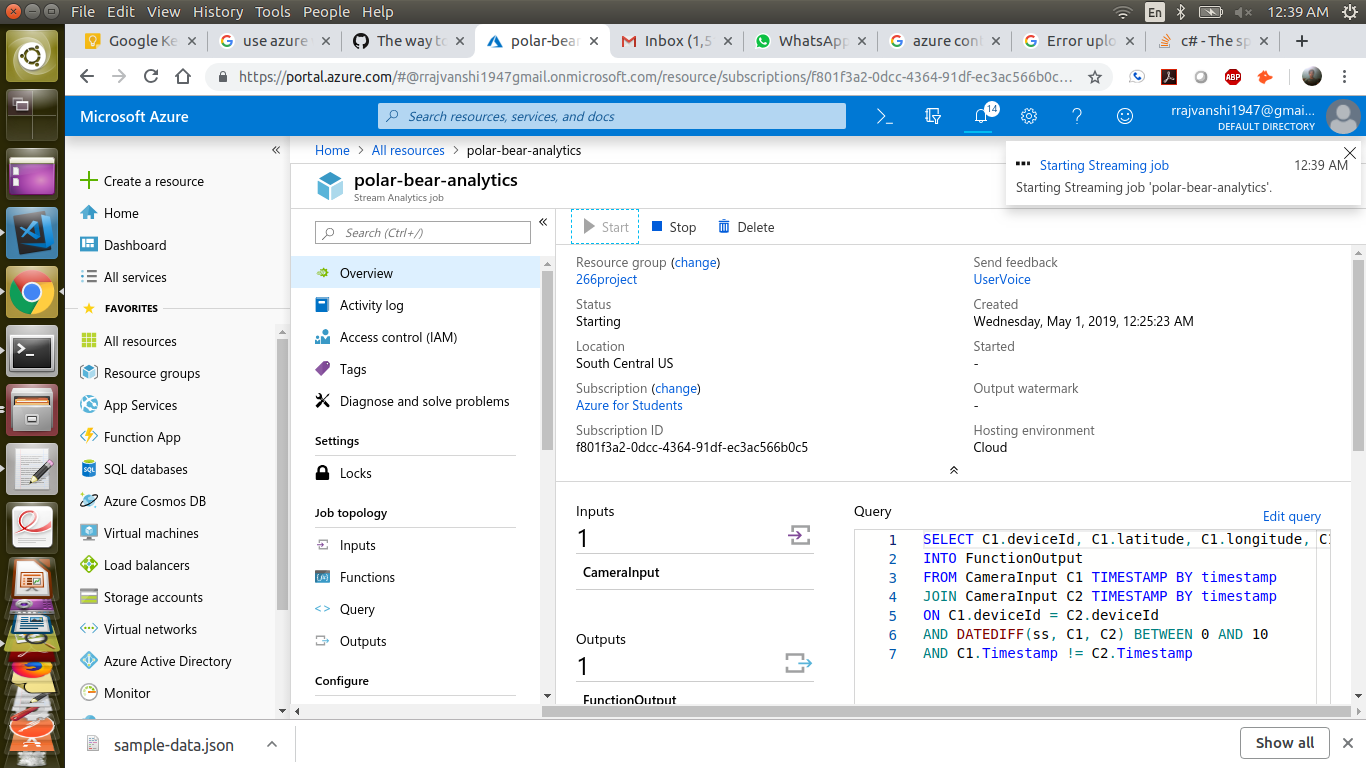 File Edit View History Tools People Help
En
12:39 AM
Google Ke
use azure
The way to
polar-bear
Inbox (1,5
WhatsApp
azure con
Error uplo
c# - The sp
https://portal.azure.com/#@rrajvanshi1947gmail.onmicrosoft.com/resource/subscriptions/f801f3a2-0dcc-4364-91df-ec3ac566b0c...
ABP
Microsoft Azure
Search resources, services, and docs
14
rrajvanshi1947@gmai...
DEFAULT DIRECTORY
Home > All resources > polar-bear-analytics
polar-bear-analytics
Stream Analytics job
Starting Streaming job
12:39 AM
Starting Streaming job 'polar-bear-analytics'.
Create a resource
Home
Dashboard
All services
FAVORITES
All resources
Resource groups
App Services
Function App
SQL databases
Azure Cosmos DB
Virtual machines
Load balancers
Storage accounts
Virtual networks
Azure Active Directory
Monitor
Search (Ctrl+/)
Overview
Activity log
Access control (IAM)
Tags
Diagnose and solve problems
Settings
Locks
Job topology
Inputs
Functions
Query
Outputs
Configure
Start
Stop
Delete
Resource group (change)
266project
Status
Starting
Location
South Central US
Subscription (change)
Azure for Students
Subscription ID
f801f3a2-0dcc-4364-91df-ec3ac566b0c5
Send feedback
UserVoice
Created
Wednesday, May 1, 2019, 12:25:23 AM
Started
-
Output watermark
-
Hosting environment
Cloud
Inputs
1
CameraInput
Outputs
1
FunctionOutput
Query
Edit query
1 SELECT C1.deviceId, C1.latitude, C1.longitude, C1
2 INTO FunctionOutput
3 FROM CameraInput C1 TIMESTAMP BY timestamp
4 JOIN CameraInput C2 TIMESTAMP BY timestamp
5 ON C1.deviceId = C2.deviceId
6 AND DATEDIFF(ss, C1, C2) BETWEEN 0 AND 10
7 AND C1.Timestamp != C2.Timestamp
sample-data.json
Show all